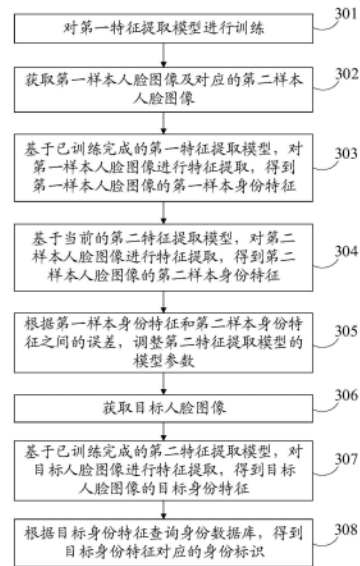 对第一特征提取模型进行训练
301
获取第一样本人脸图像及对应的第二样本
人脸图像
302
基于已训练完成的第一特征提取模型，对
第一样本人脸图像进行特征提取，得到
第一样本人脸图像的第一样本身份特征
303
基于当前的第二特征提取模型，对第二
样本人脸图像进行特征提取，得到第二
样本人脸图像的第二样本身份特征
304
根据第一样本身份特征和第二样本身份特
征之间的误差，调整第二特征提取模型的
模型参数
305
获取目标人脸图像
306
基于已训练完成的第二特征提取模型，对
目标人脸图像进行特征提取，得到目标
人脸图像的目标身份特征
307
根据目标身份特征查询身份数据库，得到
目标身份特征对应的身份标识
308